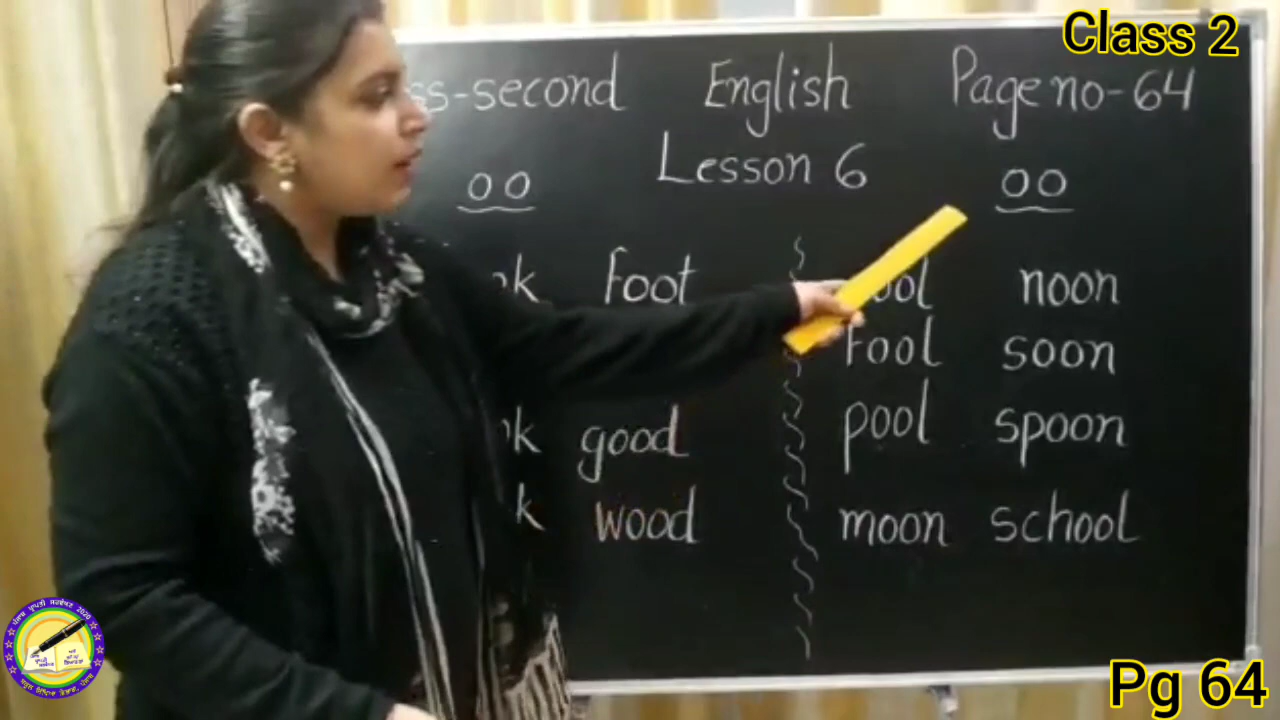 Class 2
-second English Page no-64
Lesson 6
oo oo
foot noon
fool soon
good pool spoon
wood moon school
Pg 64